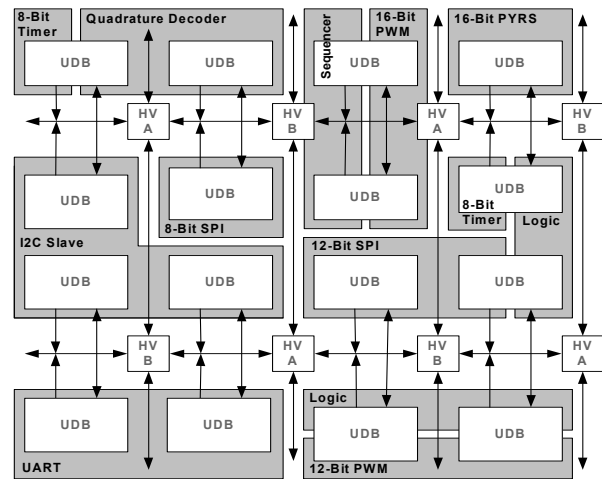 8-Bit
Timer
Quadrature Decoder
Sequencer
16-Bit
PWM
16-Bit PYRS
UDB
UDB
UDB
UDB
HV
A
HV
B
HV
A
HV
B
UDB
UDB
UDB
UDB
8-Bit SPI
8-Bit
Timer
Logic
I2C Slave
12-Bit SPI
UDB
UDB
UDB
UDB
HV
B
HV
A
HV
B
HV
A
Logic
UDB
UDB
UDB
UDB
UART
12-Bit PWM